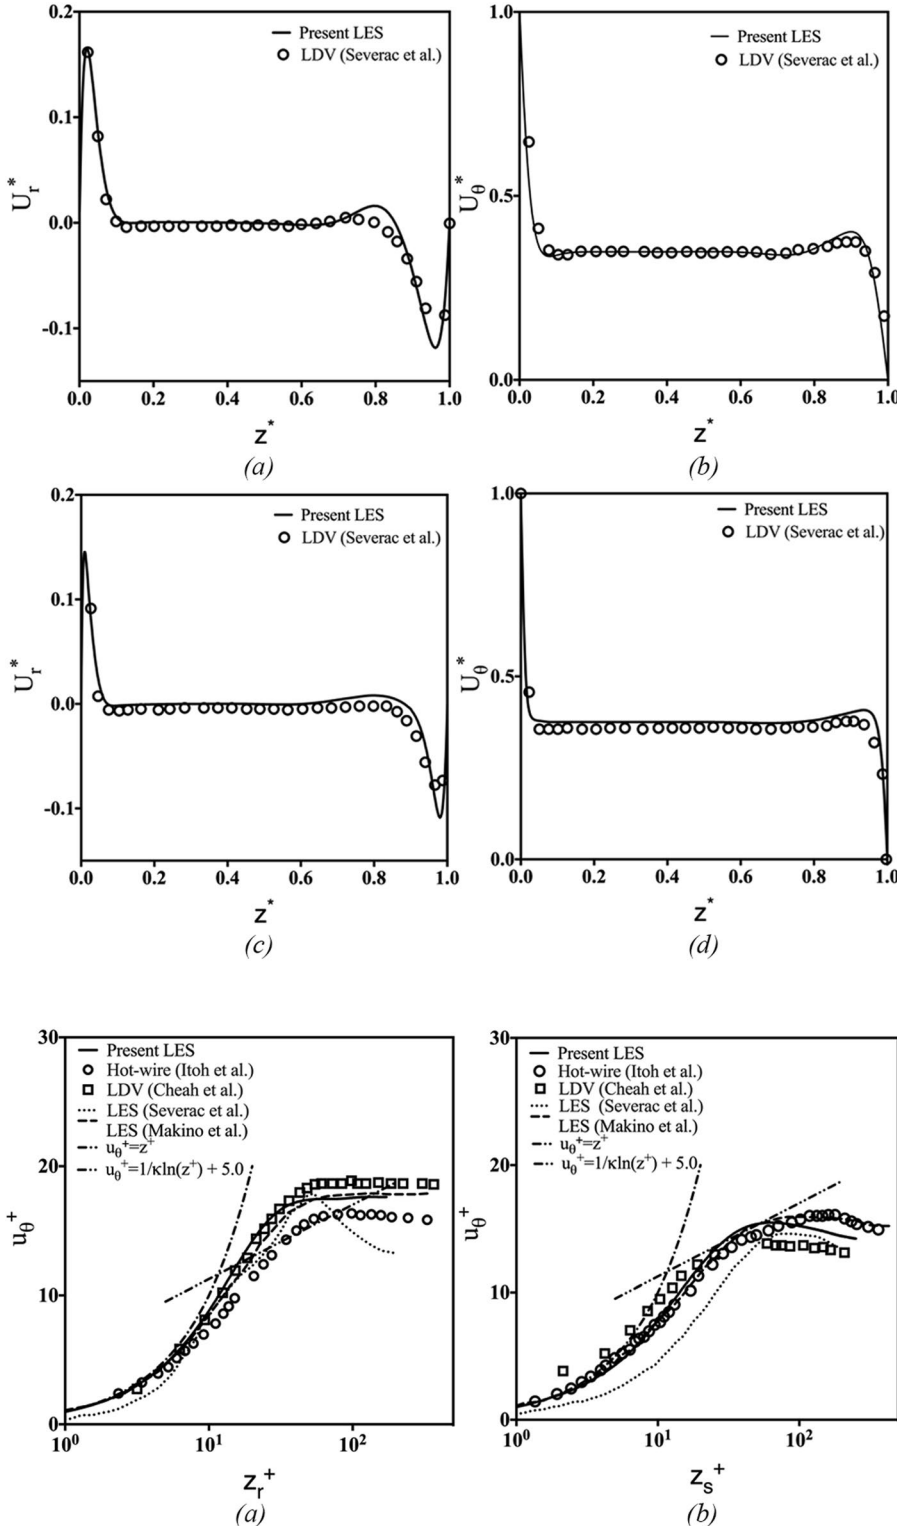 Present LES
LDV (Severac et al.)
0.2
0.1
0.0
-0.1
U_r^*
0.0 0.2 0.4 0.6 0.8 1.0
z^*
(a)
Present LES
LDV (Severac et al.)
1.0
0.5
0.0
U_θ^*
0.0 0.2 0.4 0.6 0.8 1.0
z^*
(b)
Present LES
LDV (Severac et al.)
0.2
0.1
0.0
-0.1
U_r^*
0.0 0.2 0.4 0.6 0.8 1.0
z^*
(c)
Present LES
LDV (Severac et al.)
1.0
0.5
0.0
U_θ^*
0.0 0.2 0.4 0.6 0.8 1.0
z^*
(d)
Present LES
Hot-wire (Itoh et al.)
LDV (Cheah et al.)
LES (Severac et al.)
LES (Makino et al.)
u_θ^+=z^+
u_θ^+=1/κln(z^+) + 5.0
30
20
10
0
u_θ^+
10^0 10^1 10^2
z_r^+
(a)
Present LES
Hot-wire (Itoh et al.)
LDV (Cheah et al.)
LES (Severac et al.)
LES (Makino et al.)
u_θ^+=z^+
u_θ^+=1/κln(z^+) + 5.0
30
20
10
0
u_θ^+
10^0 10^1 10^2
z_s^+
(b)